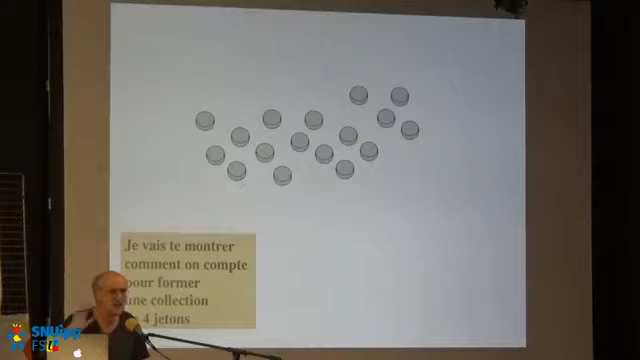 Je vais te montrer
comment on compte
pour former
une collection
4 jetons
SNUipp
FSU